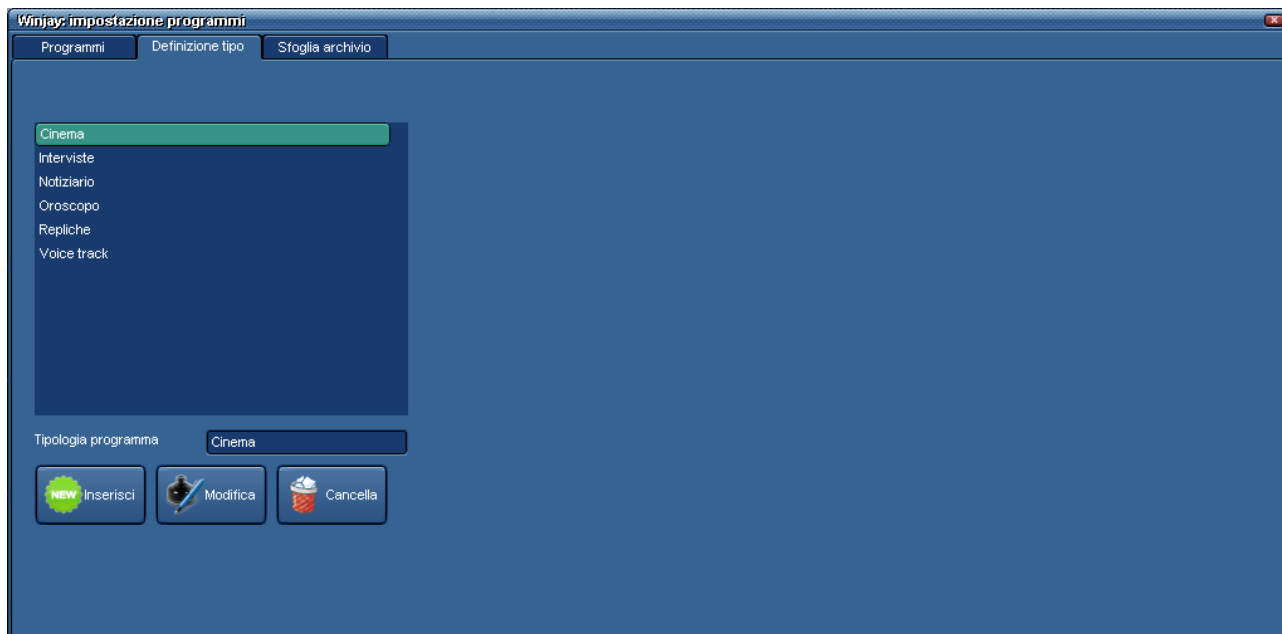 Winjay: impostazione programmi
Programmi Definizione tipo Sfoglia archivio
Cinema
Interviste
Notiziario
Oroscopo
Repliche
Voice track
Tipologia programma Cinema
NEW Inserisci Modifica Cancella